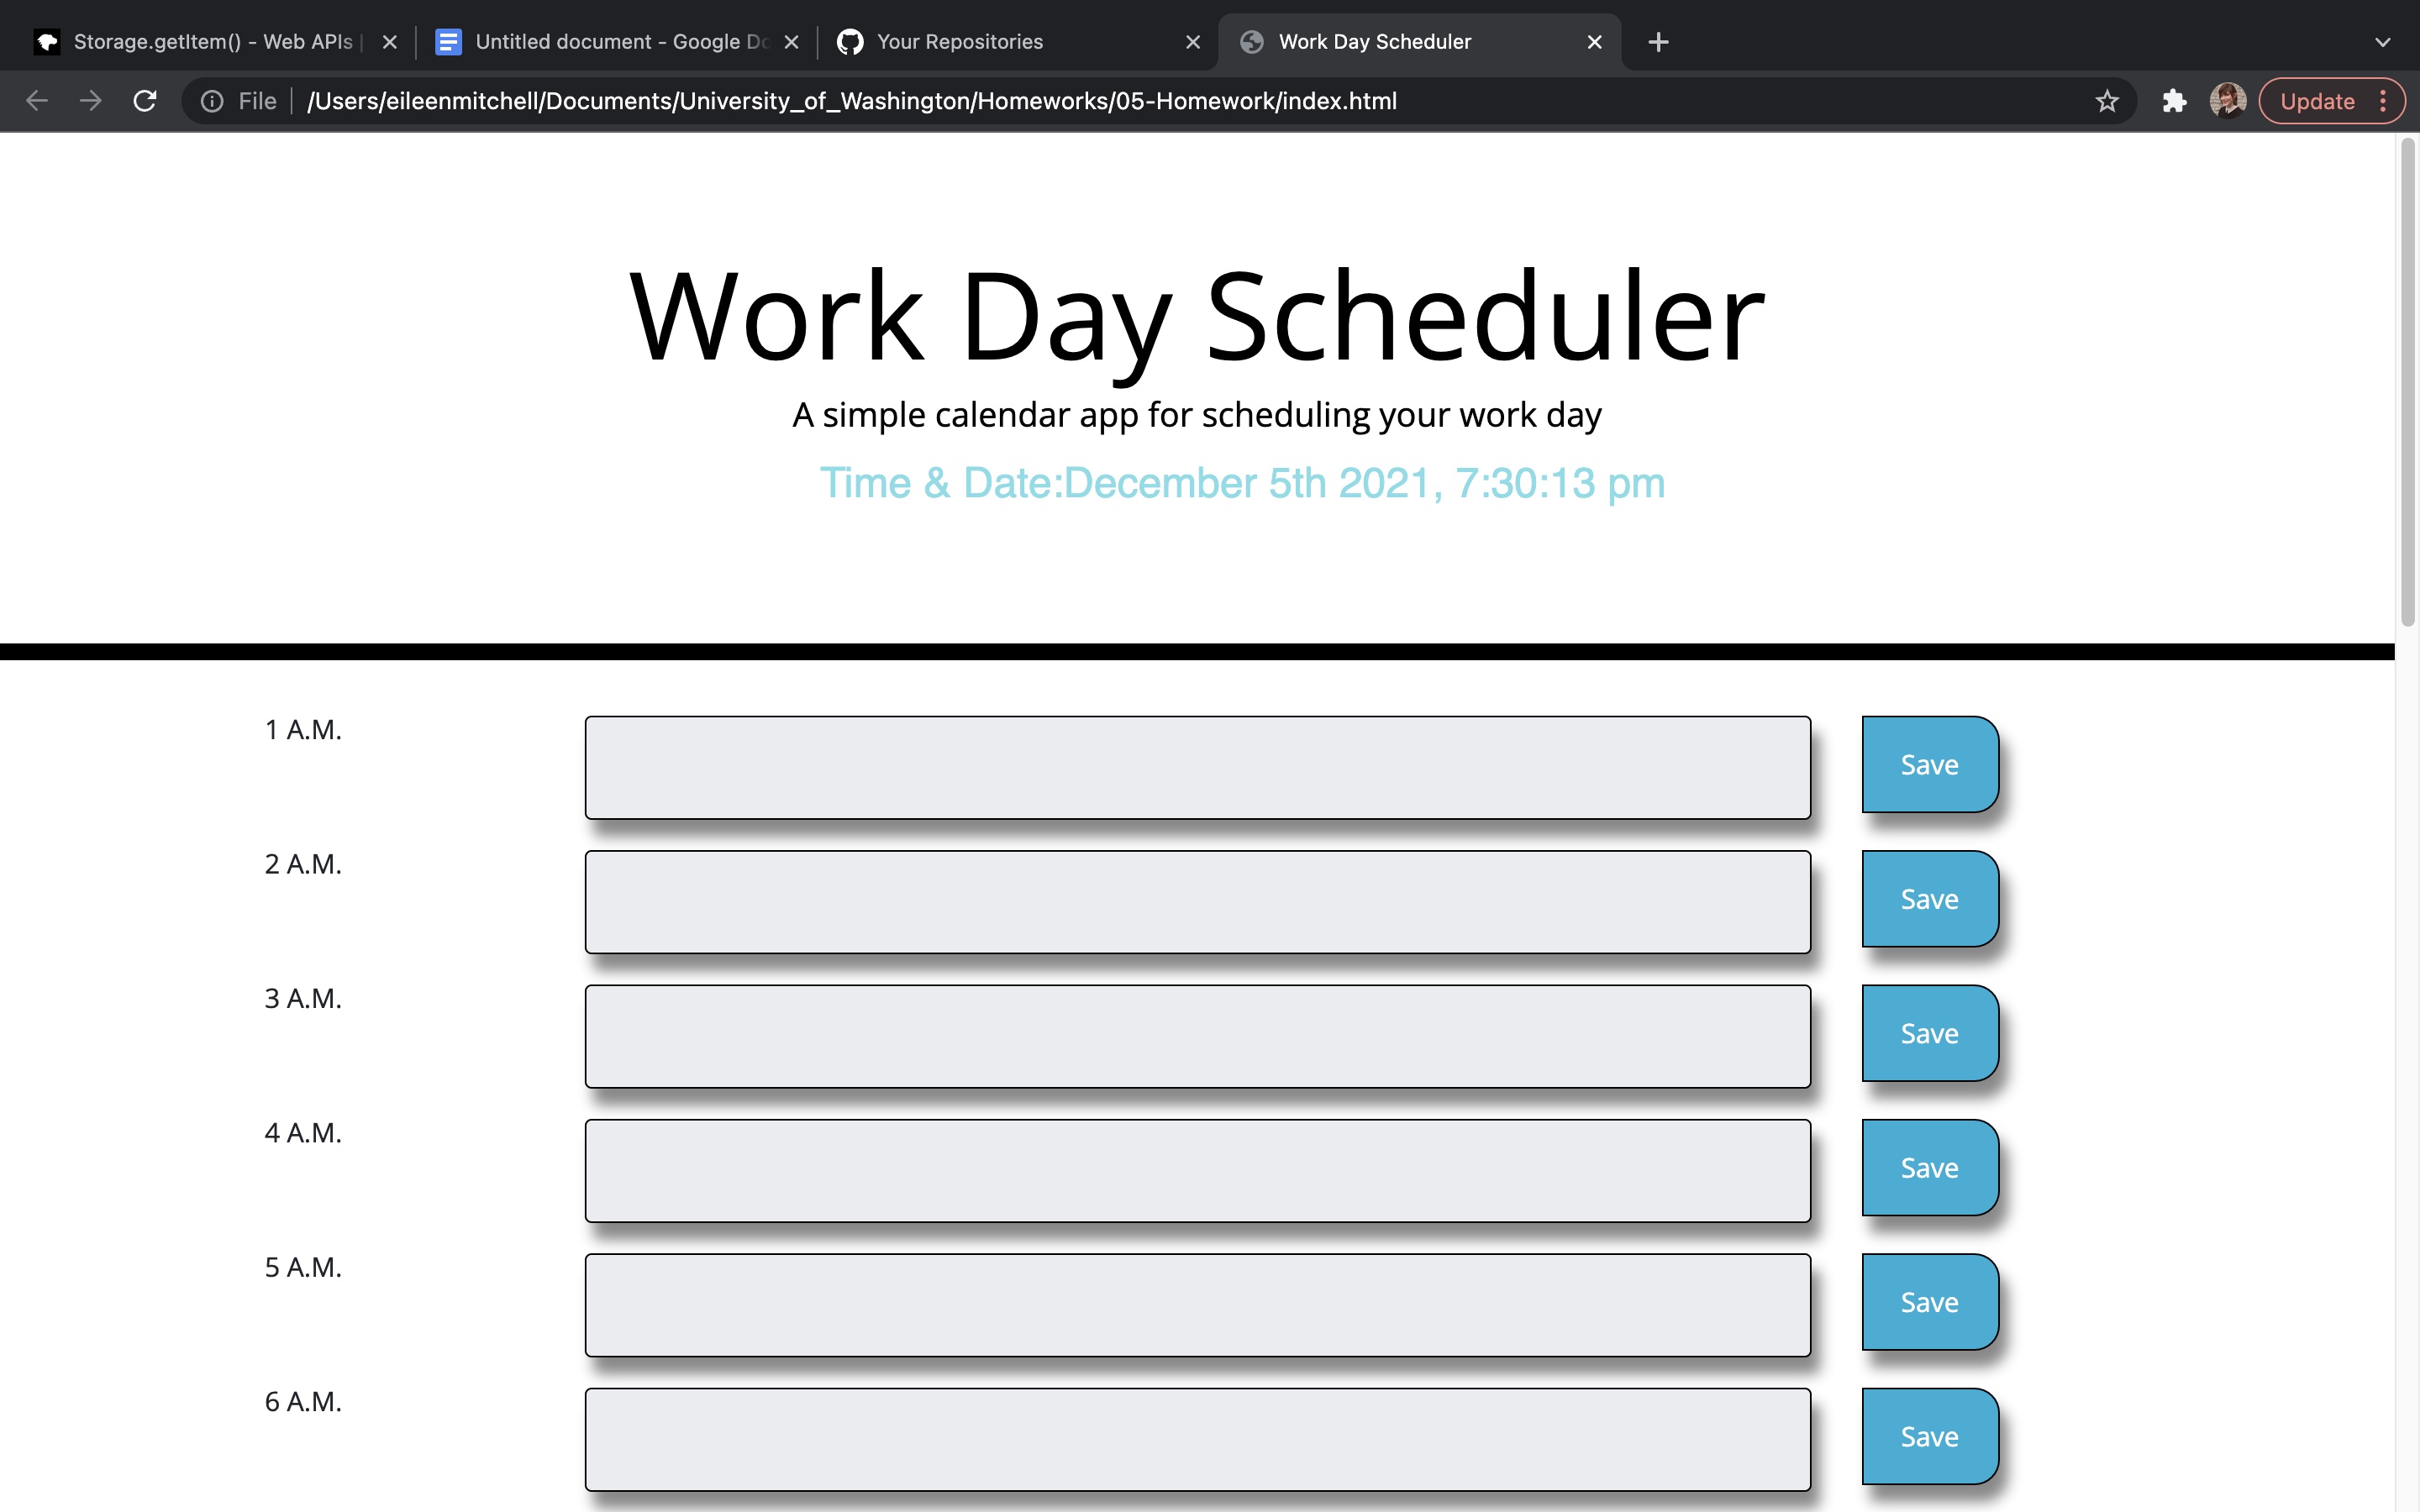 Storage.getItem() - Web APIs |
Untitled document - Google Do
Your Repositories
Work Day Scheduler
File /Users/eileenmitchell/Documents/University_of_Washington/Homeworks/05-Homework/index.html
Update
Work Day Scheduler
A simple calendar app for scheduling your work day
Time & Date:December 5th 2021, 7:30:13 pm
1 A.M.
Save
2 A.M.
Save
3 A.M.
Save
4 A.M.
Save
5 A.M.
Save
6 A.M.
Save